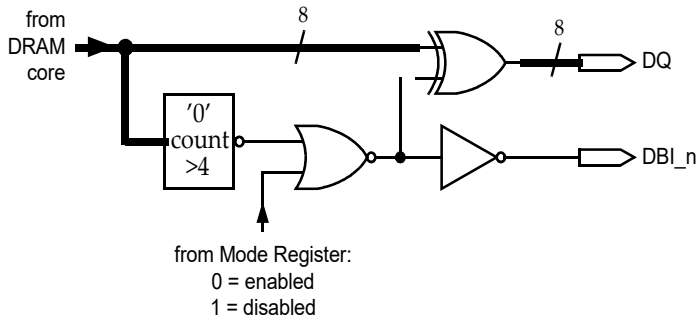 from
DRAM
core
8
8
DQ
'0'
count
>4
DBI_n
from Mode Register:
0 = enabled
1 = disabled